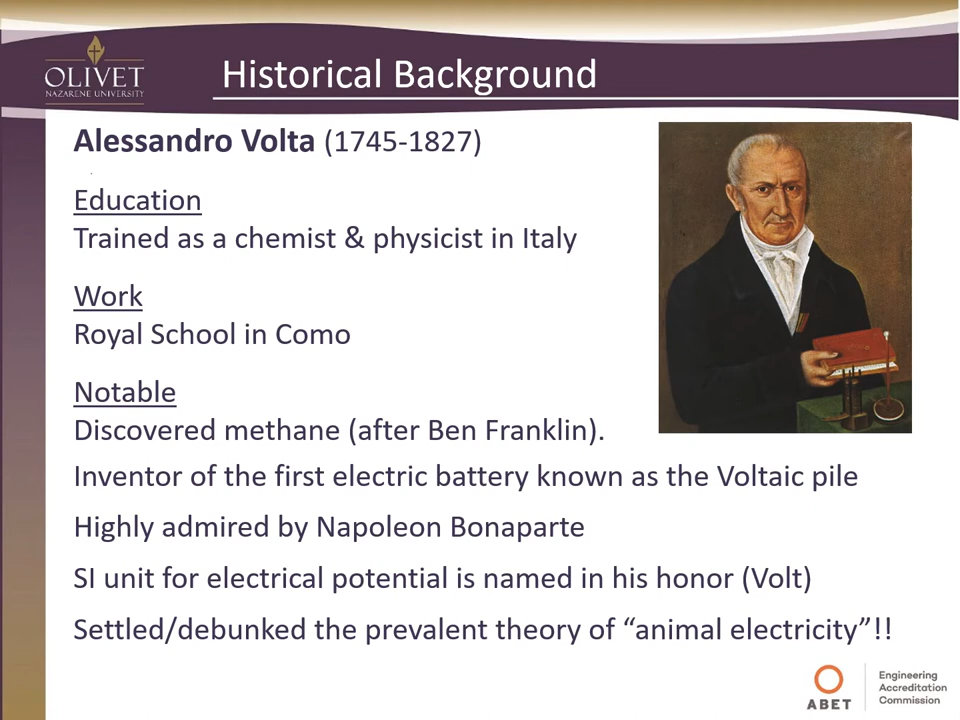 OLIVET
NAZARENE UNIVERSITY
Historical Background
Alessandro Volta (1745-1827)
Education
Trained as a chemist & physicist in Italy
Work
Royal School in Como
Notable
Discovered methane (after Ben Franklin).
Inventor of the first electric battery known as the Voltaic pile
Highly admired by Napoleon Bonaparte
SI unit for electrical potential is named in his honor (Volt)
Settled/debunked the prevalent theory of “animal electricity”!!
ABET
Engineering
Accreditation
Commission